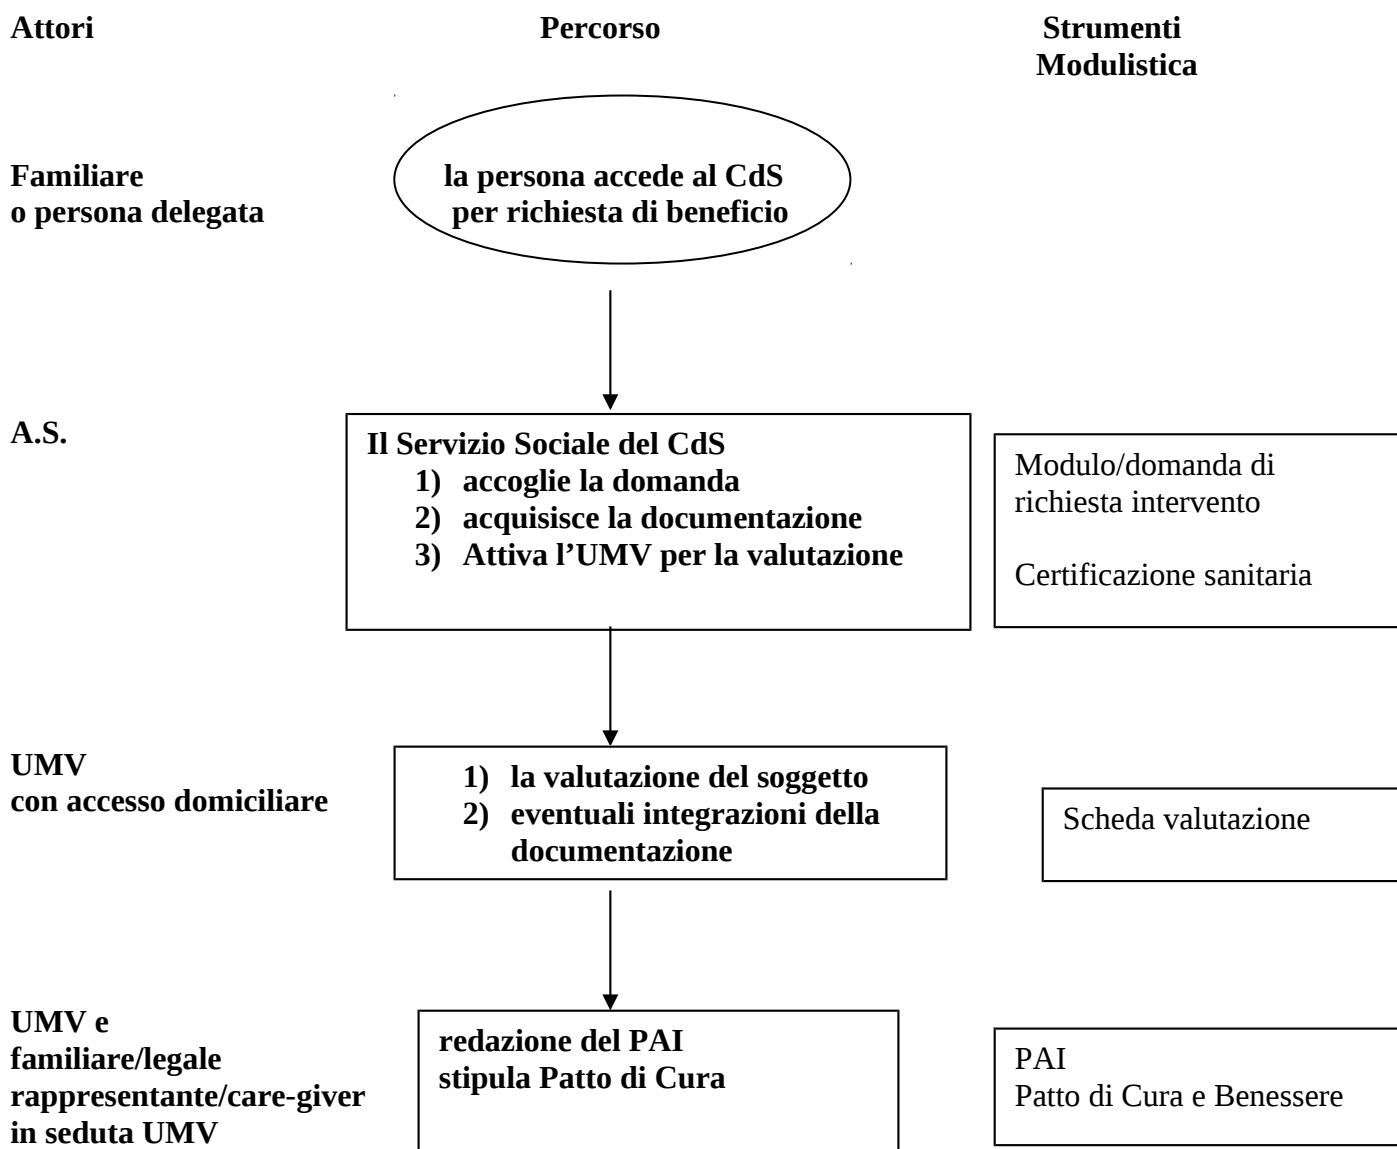 Attori
Percorso
Strumenti
Modulistica
Familiare
o persona delegata
la persona accede al CdS
per richiesta di beneficio
A.S.
Il Servizio Sociale del CdS
1) accoglie la domanda
2) acquisisce la documentazione
3) Attiva l’UMV per la valutazione
Modulo/domanda di
richiesta intervento
Certificazione sanitaria
UMV
con accesso domiciliare
1) la valutazione del soggetto
2) eventuali integrazioni della
documentazione
Scheda valutazione
UMV e
familiare/legale
rappresentante/care-giver
in seduta UMV
redazione del PAI
stipula Patto di Cura
PAI
Patto di Cura e Benessere